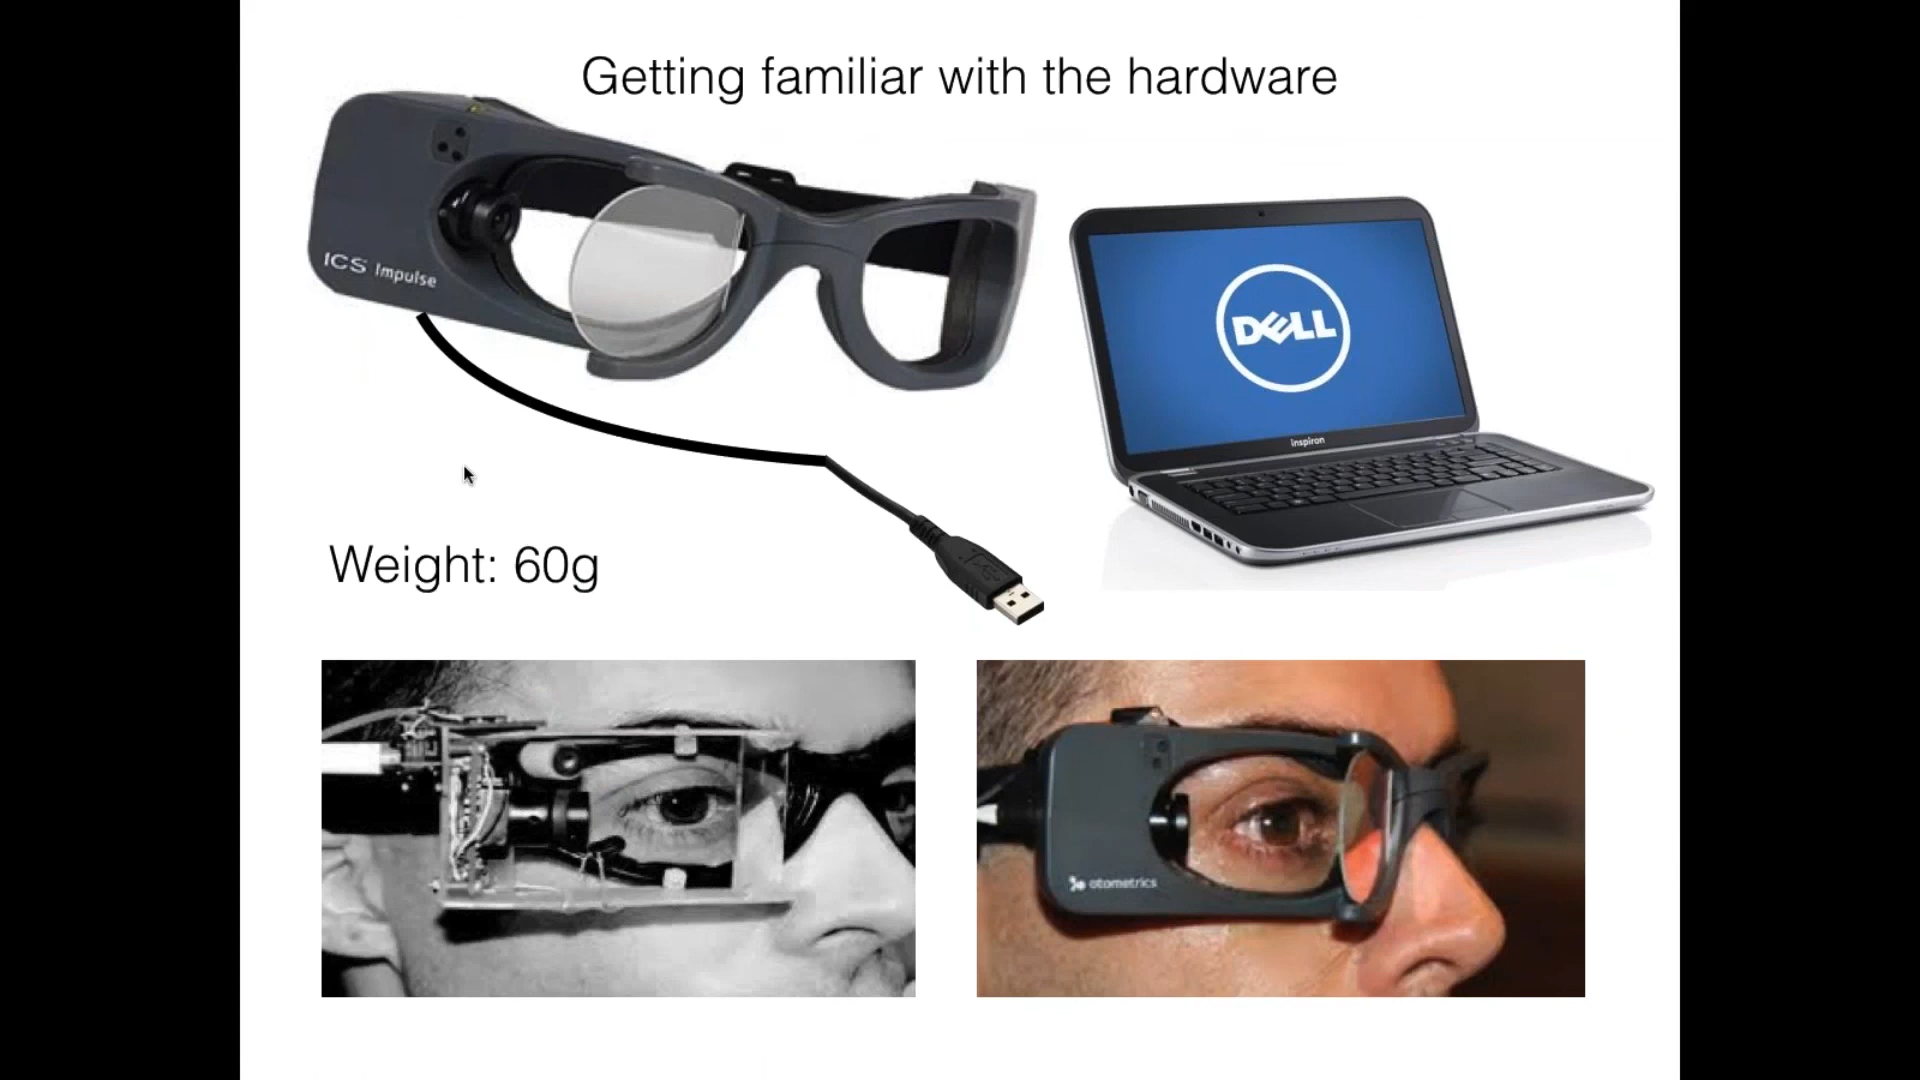 Getting familiar with the hardware
ICS Impulse
DELL
inspiron
Weight: 60g
otometrics